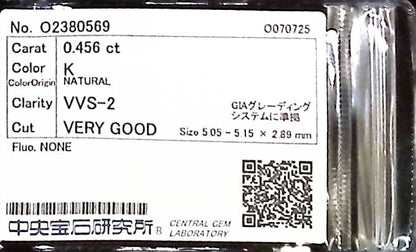 No. O2380569 O070725
Carat 0.456 ct
Color K
ColorOrigin NATURAL
Clarity VVS-2
GIAグレーディング
システムに準拠
Cut VERY GOOD Size 5.05 - 5.15 × 2.89 mm
Fluo. NONE
中央宝石研究所® CENTRAL GEM
LABORATORY